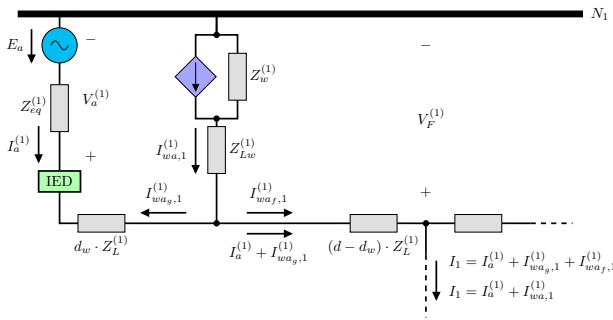 N_1
E_a
−
−
Z_w^{(1)}
Z_{eq}^{(1)}
V_a^{(1)}
V_F^{(1)}
I_a^{(1)}
I_{wa,1}^{(1)}
Z_{Lw}^{(1)}
+
IED
I_{wa_g,1}^{(1)}
I_{wa_f,1}^{(1)}
+
d_w · Z_L^{(1)}
I_a^{(1)} + I_{wa_g,1}^{(1)}
(d − d_w) · Z_L^{(1)}
I_1 = I_a^{(1)} + I_{wa_g,1}^{(1)} + I_{wa_f,1}^{(1)}
I_1 = I_a^{(1)} + I_{wa,1}^{(1)}